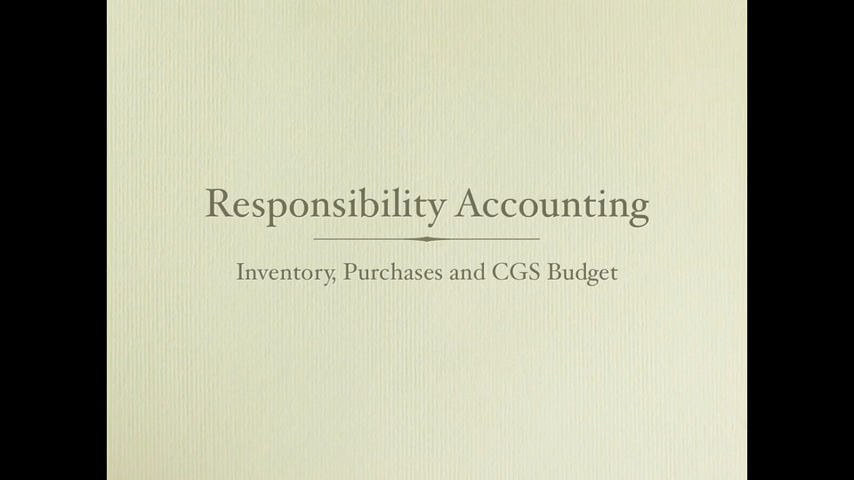 Responsibility Accounting
Inventory, Purchases and CGS Budget